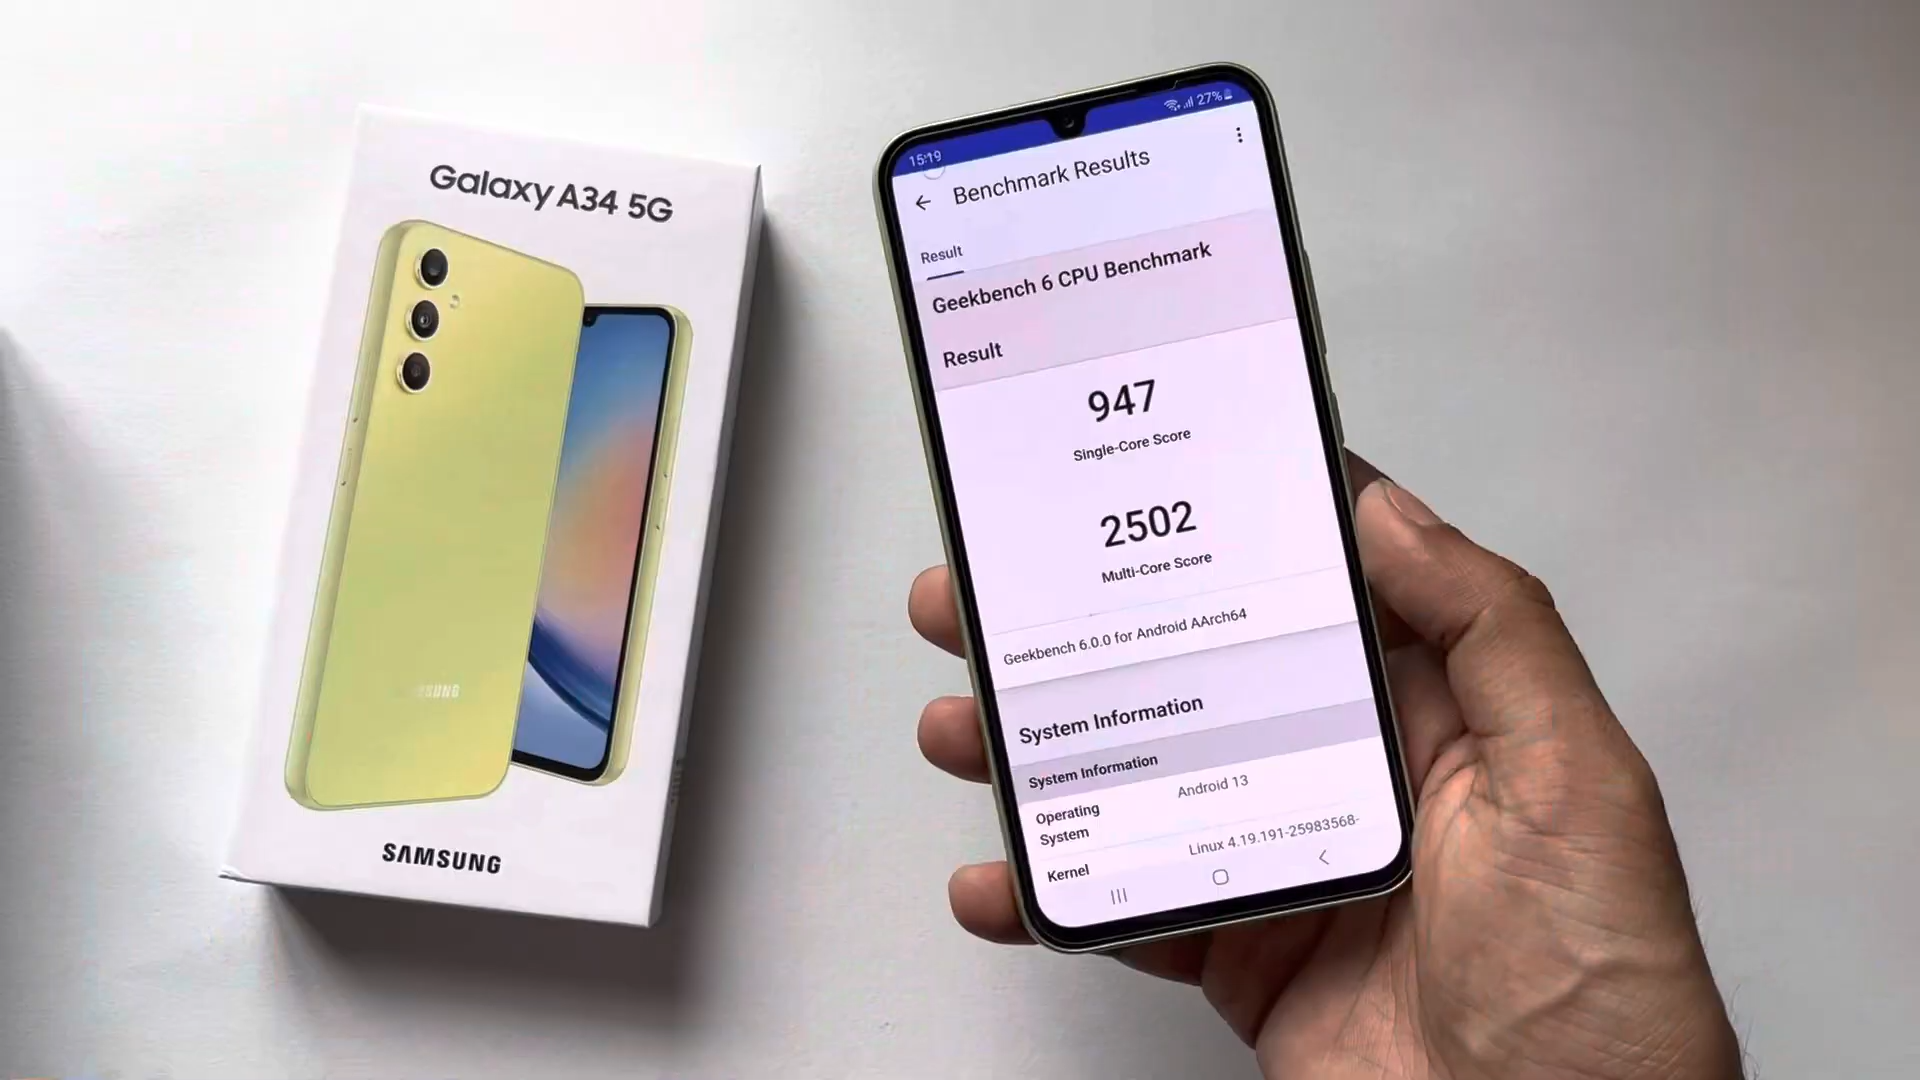 Galaxy A34 5G
SAMSUNG
15:19
27%
Benchmark Results
Result
Geekbench 6 CPU Benchmark
Result
947
Single-Core Score
2502
Multi-Core Score
Geekbench 6.0.0 for Android AArch64
System Information
System Information
Operating System
Android 13
Kernel
Linux 4.19.191-25983568-